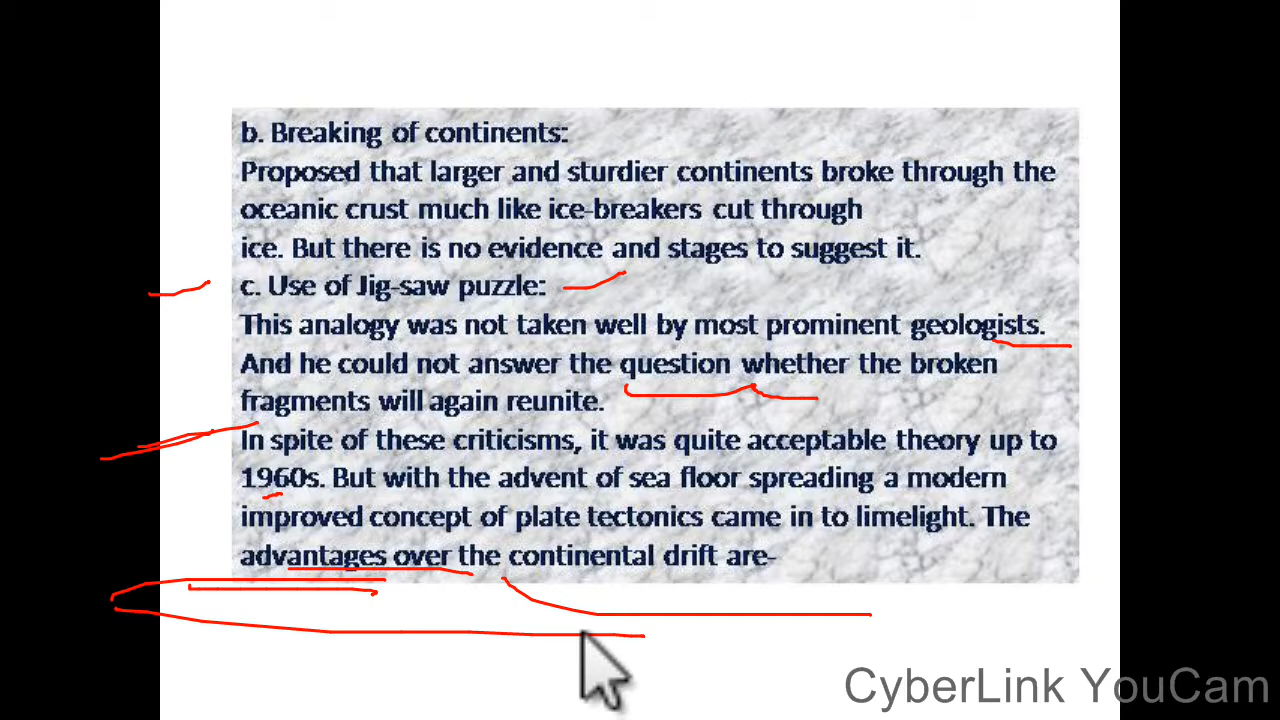 b. Breaking of continents:
Proposed that larger and sturdier continents broke through the
oceanic crust much like ice-breakers cut through
ice. But there is no evidence and stages to suggest it.
c. Use of Jig-saw puzzle:
This analogy was not taken well by most prominent geologists.
And he could not answer the question whether the broken
fragments will again reunite.
In spite of these criticisms, it was quite acceptable theory up to
1960s. But with the advent of sea floor spreading a modern
improved concept of plate tectonics came in to limelight. The
advantages over the continental drift are-
CyberLink YouCam